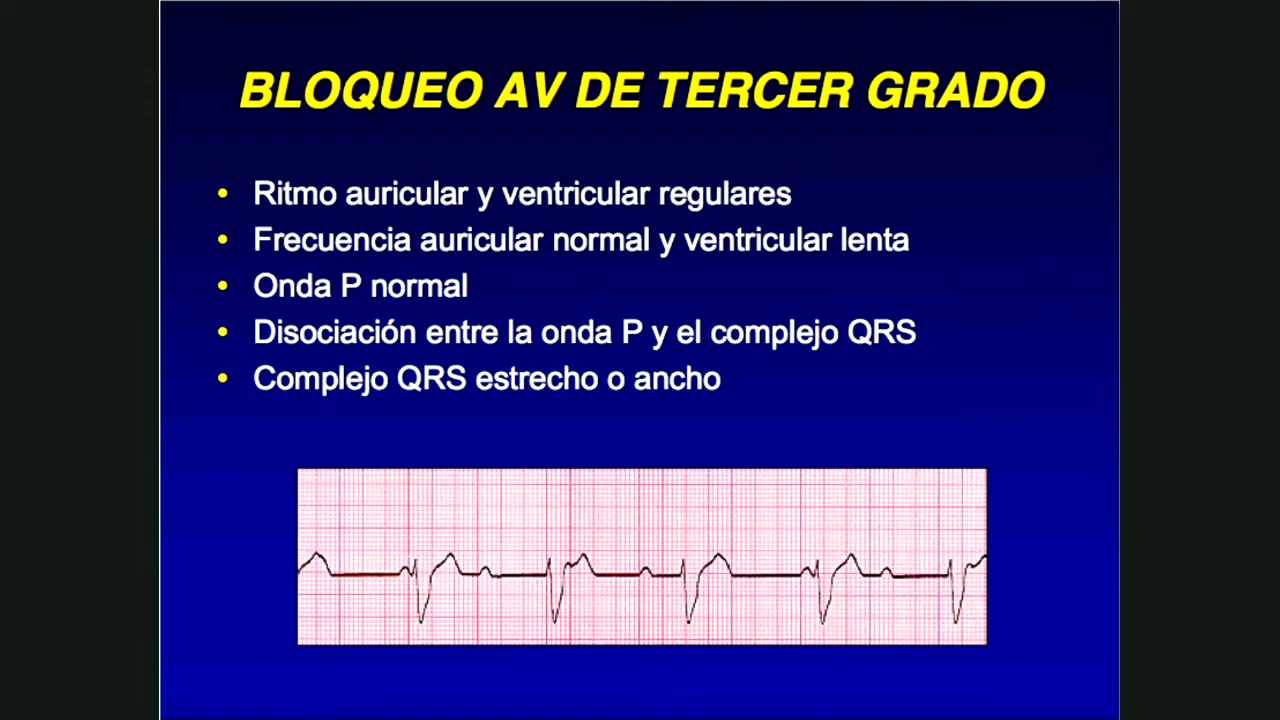 BLOQUEO AV DE TERCER GRADO
• Ritmo auricular y ventricular regulares
• Frecuencia auricular normal y ventricular lenta
• Onda P normal
• Disociación entre la onda P y el complejo QRS
• Complejo QRS estrecho o ancho